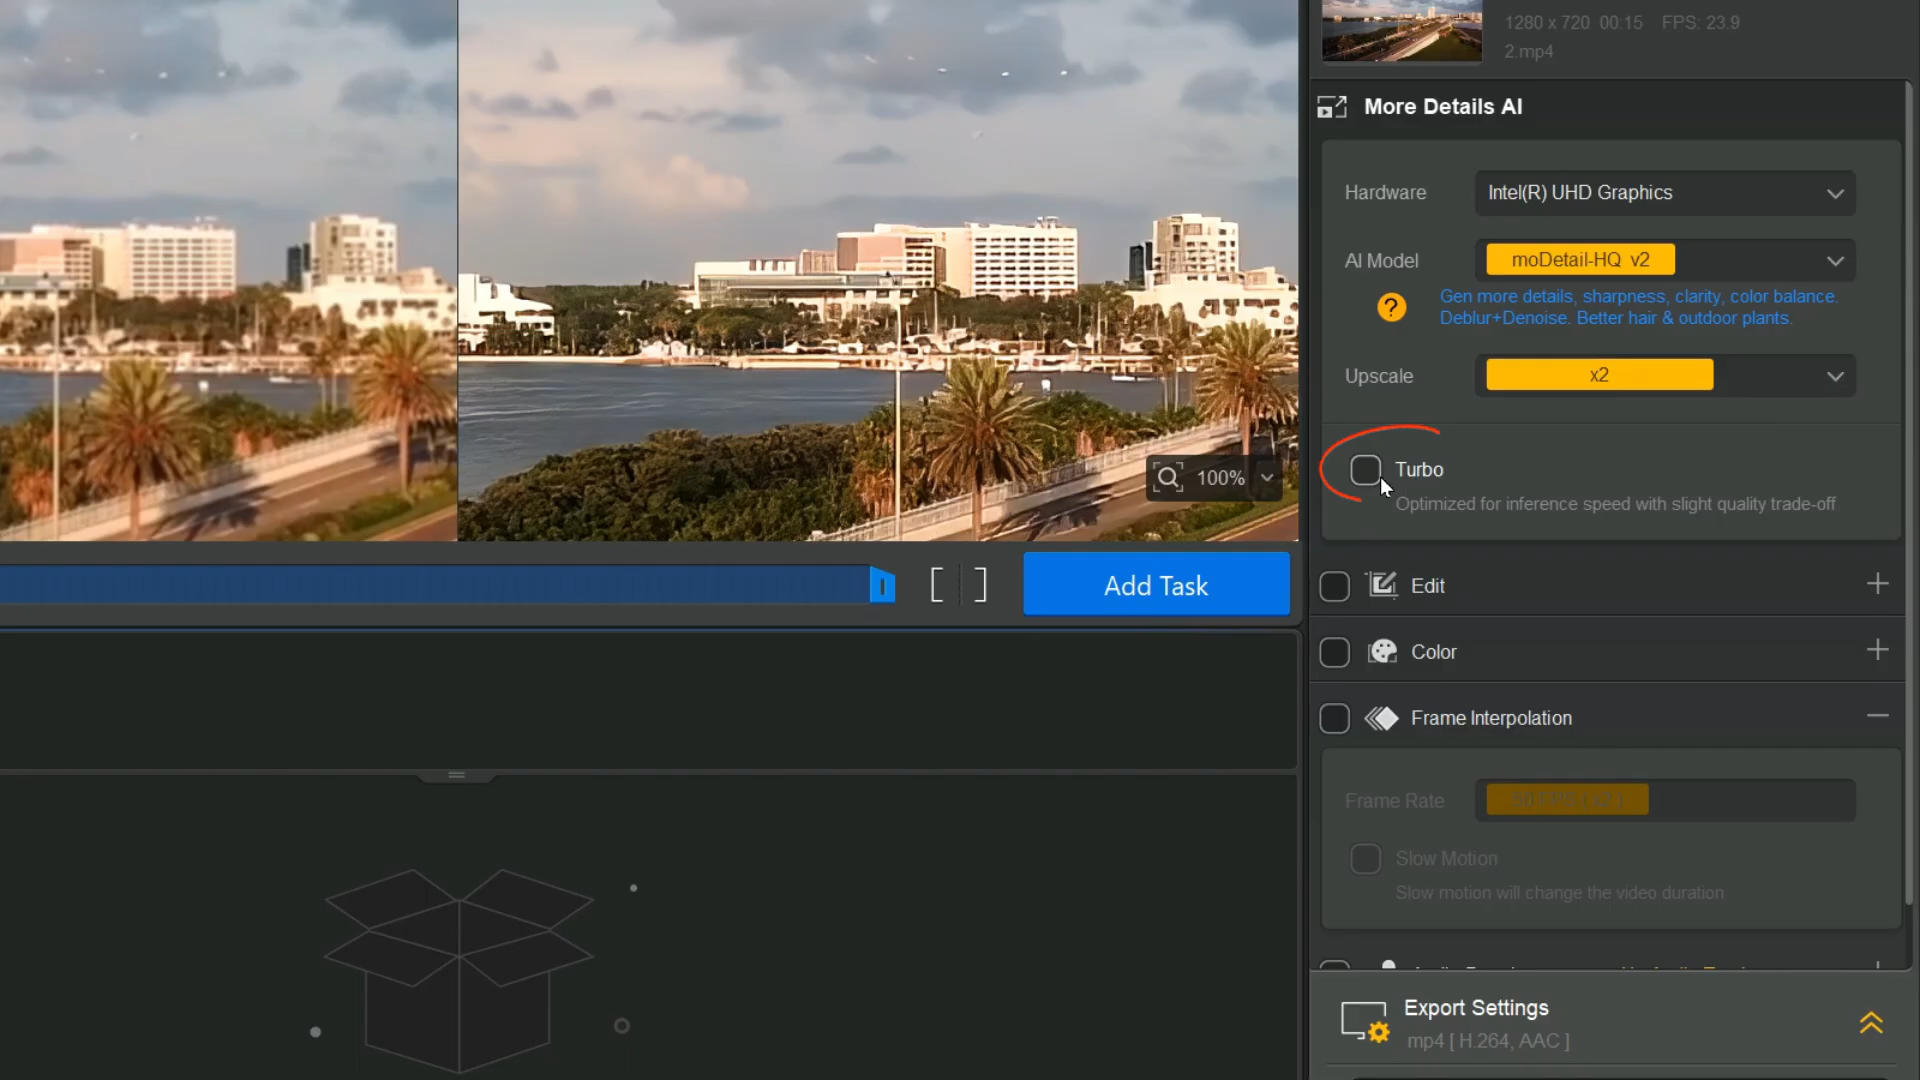 1280 x 720 00:15 FPS: 23.9
2.mp4
More Details AI
Hardware Intel(R) UHD Graphics
AI Model moDetail-HQ v2
? Gen more details, sharpness, clarity, color balance.
Deblur+Denoise. Better hair & outdoor plants.
Upscale x2
100%
Turbo
Optimized for inference speed with slight quality trade-off
Add Task
Edit
Color
Frame Interpolation
Frame Rate
Slow Motion
Slow motion will change the video duration
Export Settings
mp4 [ H.264, AAC ]